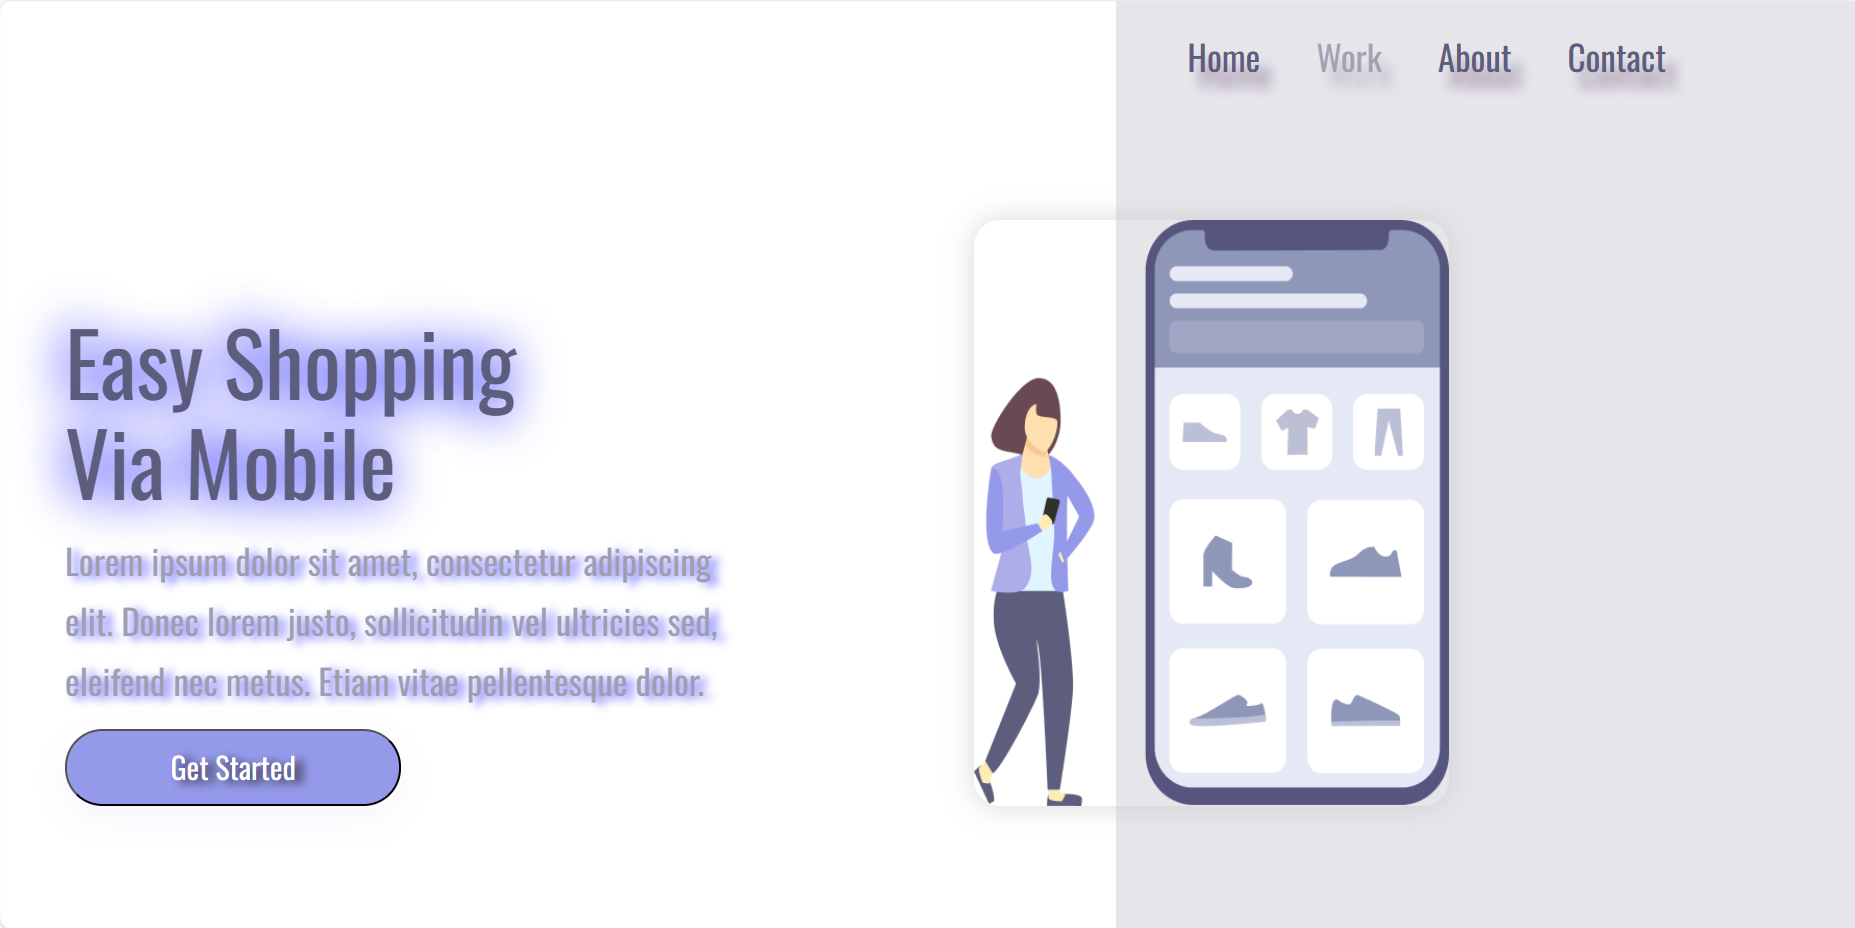 Home Work About Contact
Easy Shopping
Via Mobile
Lorem ipsum dolor sit amet, consectetur adipiscing
elit. Donec lorem justo, sollicitudin vel ultricies sed,
eleifend nec metus. Etiam vitae pellentesque dolor.
Get Started